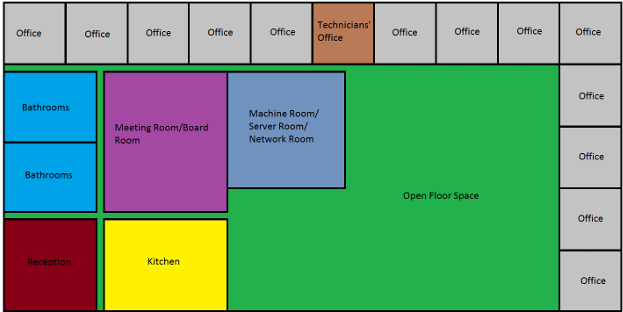 Office
Office
Office
Office
Office
Technicians'
Office
Office
Office
Office
Office
Bathrooms
Meeting Room/Board
Room
Machine Room/
Server Room/
Network Room
Office
Bathrooms
Office
Open Floor Space
Office
Reception
Kitchen
Office